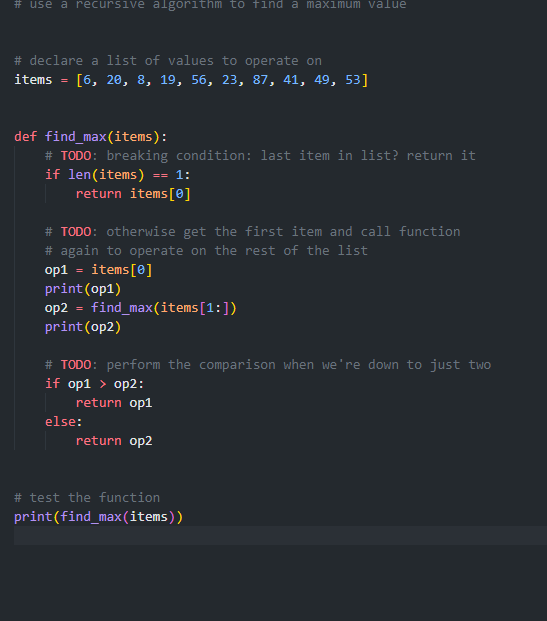 # use a recursive algorithm to find a maximum value
# declare a list of values to operate on
items = [6, 20, 8, 19, 56, 23, 87, 41, 49, 53]
def find_max(items):
    # TODO: breaking condition: last item in list? return it
    if len(items) == 1:
        return items[0]
    # TODO: otherwise get the first item and call function
    # again to operate on the rest of the list
    op1 = items[0]
    print(op1)
    op2 = find_max(items[1:])
    print(op2)
    # TODO: perform the comparison when we're down to just two
    if op1 > op2:
        return op1
    else:
        return op2
# test the function
print(find_max(items))